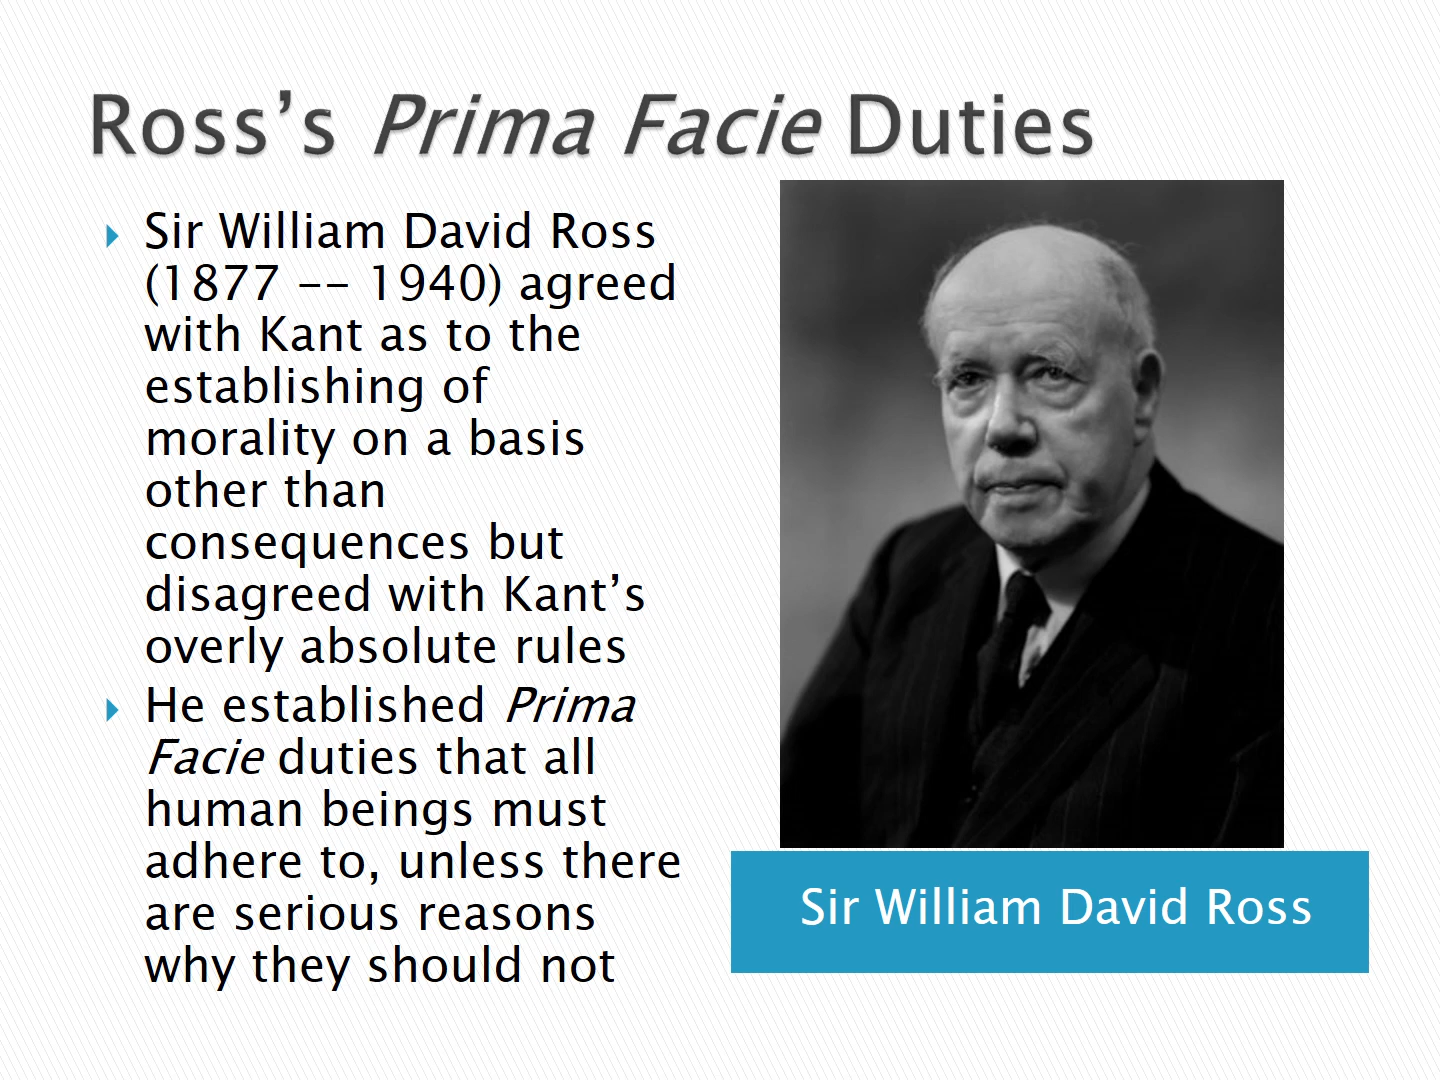 Ross’s Prima Facie Duties
Sir William David Ross
(1877 -- 1940) agreed
with Kant as to the
establishing of
morality on a basis
other than
consequences but
disagreed with Kant’s
overly absolute rules
He established Prima
Facie duties that all
human beings must
adhere to, unless there
are serious reasons
why they should not
Sir William David Ross